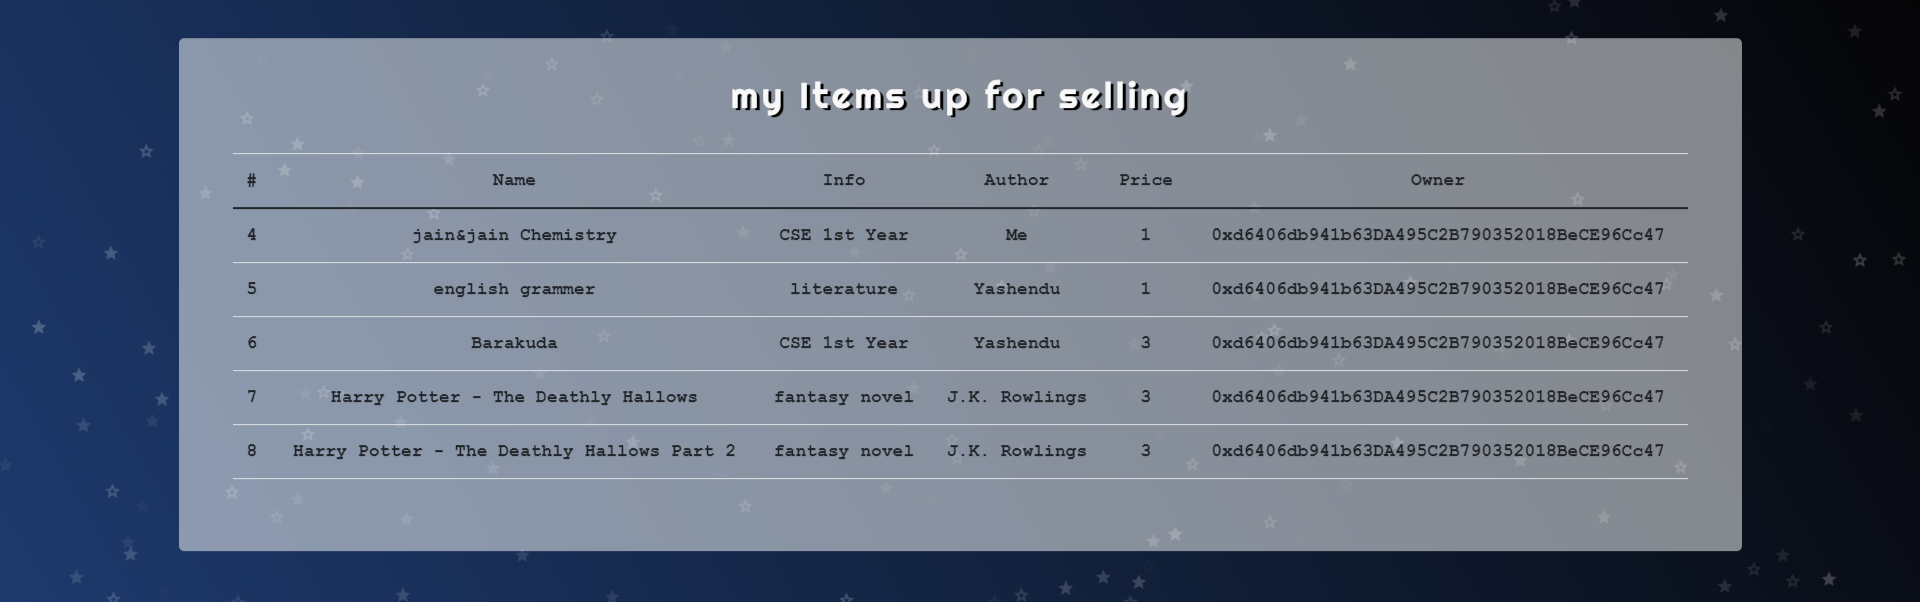 my Items up for selling
# Name Info Author Price Owner
4 jain&jain Chemistry CSE 1st Year Me 1 0xd6406db941b63DA495C2B790352018BeCE96Cc47
5 english grammer literature Yashendu 1 0xd6406db941b63DA495C2B790352018BeCE96Cc47
6 Barakuda CSE 1st Year Yashendu 3 0xd6406db941b63DA495C2B790352018BeCE96Cc47
7 Harry Potter - The Deathly Hallows fantasy novel J.K. Rowlings 3 0xd6406db941b63DA495C2B790352018BeCE96Cc47
8 Harry Potter - The Deathly Hallows Part 2 fantasy novel J.K. Rowlings 3 0xd6406db941b63DA495C2B790352018BeCE96Cc47